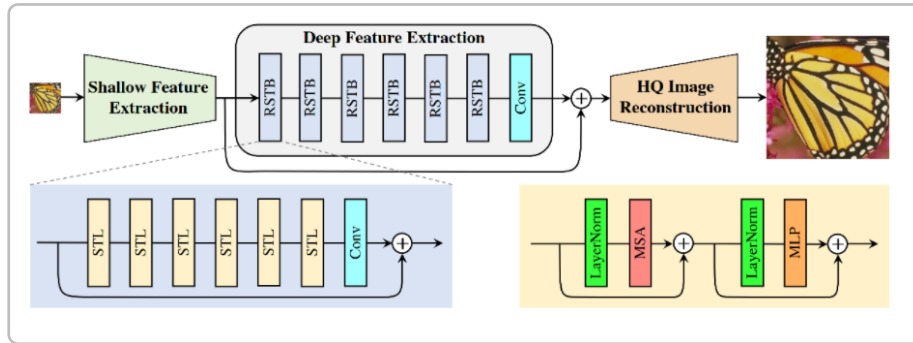 Deep Feature Extraction
Shallow Feature
Extraction
RSTB
RSTB
RSTB
RSTB
RSTB
RSTB
Conv
+
HQ Image
Reconstruction
STL
STL
STL
STL
STL
STL
Conv
+
LayerNorm
MSA
+
LayerNorm
MLP
+